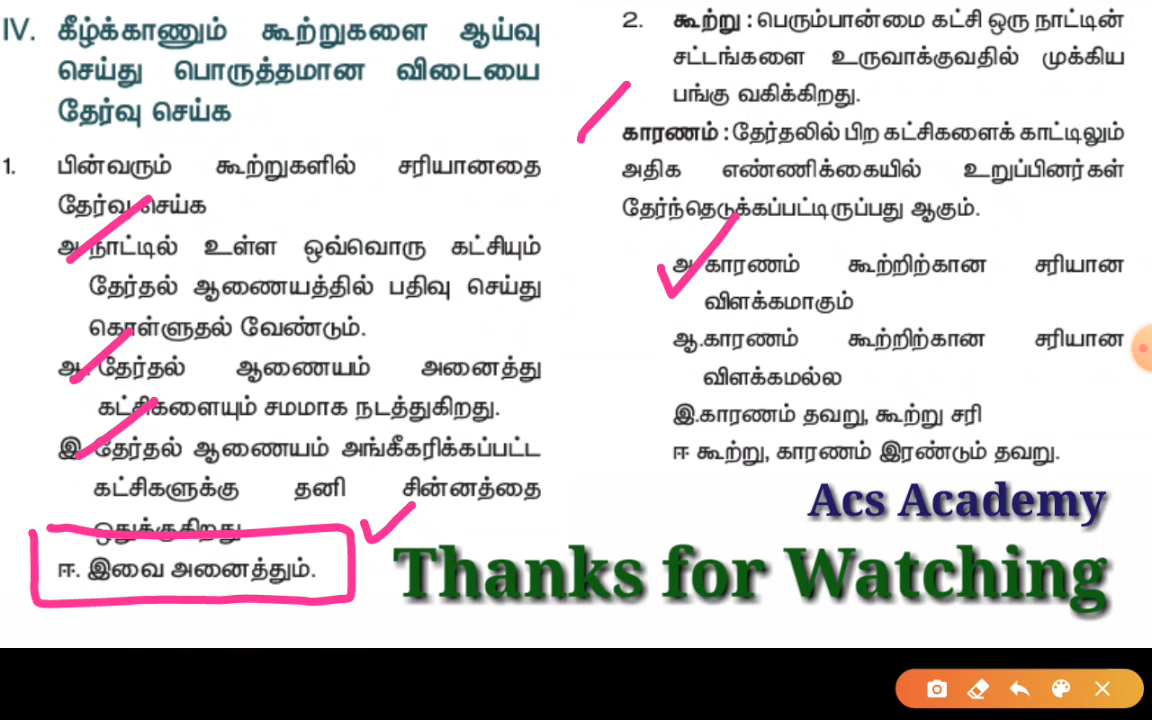 IV. கீழ்க்காணும் கூற்றுகளை ஆய்வு
செய்து பொருத்தமான விடையை
தேர்வு செய்க
1. பின்வரும் கூற்றுகளில் சரியானதை
தேர்வு செய்க
அ. நாட்டில் உள்ள ஒவ்வொரு கட்சியும்
தேர்தல் ஆணையத்தில் பதிவு செய்து
கொள்ளுதல் வேண்டும்.
ஆ. தேர்தல் ஆணையம் அனைத்து
கட்சிகளையும் சமமாக நடத்துகிறது.
இ. தேர்தல் ஆணையம் அங்கீகரிக்கப்பட்ட
கட்சிகளுக்கு தனி சின்னத்தை
ஒதுக்குகிறது
ஈ. இவை அனைத்தும்.
2. கூற்று : பெரும்பான்மை கட்சி ஒரு நாட்டின்
சட்டங்களை உருவாக்குவதில் முக்கிய
பங்கு வகிக்கிறது.
காரணம் : தேர்தலில் பிற கட்சிகளைக் காட்டிலும்
அதிக எண்ணிக்கையில் உறுப்பினர்கள்
தேர்ந்தெடுக்கப்பட்டிருப்பது ஆகும்.
அ. காரணம் கூற்றிற்கான சரியான
விளக்கமாகும்
ஆ.காரணம் கூற்றிற்கான சரியான
விளக்கமல்ல
இ.காரணம் தவறு, கூற்று சரி
ஈ கூற்று, காரணம் இரண்டும் தவறு.
Acs Academy
Thanks for Watching